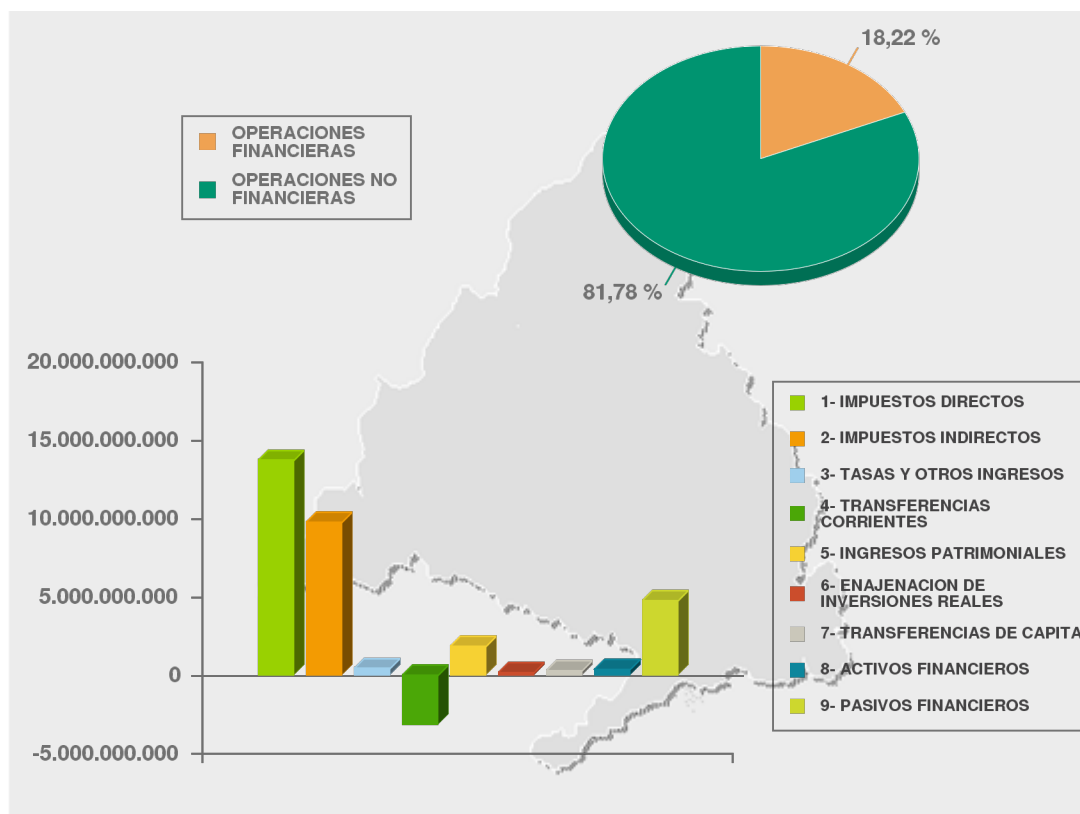 18,22 %
OPERACIONES
FINANCIERAS
OPERACIONES NO
FINANCIERAS
81,78 %
20.000.000.000
15.000.000.000
10.000.000.000
5.000.000.000
0
-5.000.000.000
1- IMPUESTOS DIRECTOS
2- IMPUESTOS INDIRECTOS
3- TASAS Y OTROS INGRESOS
4- TRANSFERENCIAS
CORRIENTES
5- INGRESOS PATRIMONIALES
6- ENAJENACION DE
INVERSIONES REALES
7- TRANSFERENCIAS DE CAPITA
8- ACTIVOS FINANCIEROS
9- PASIVOS FINANCIEROS